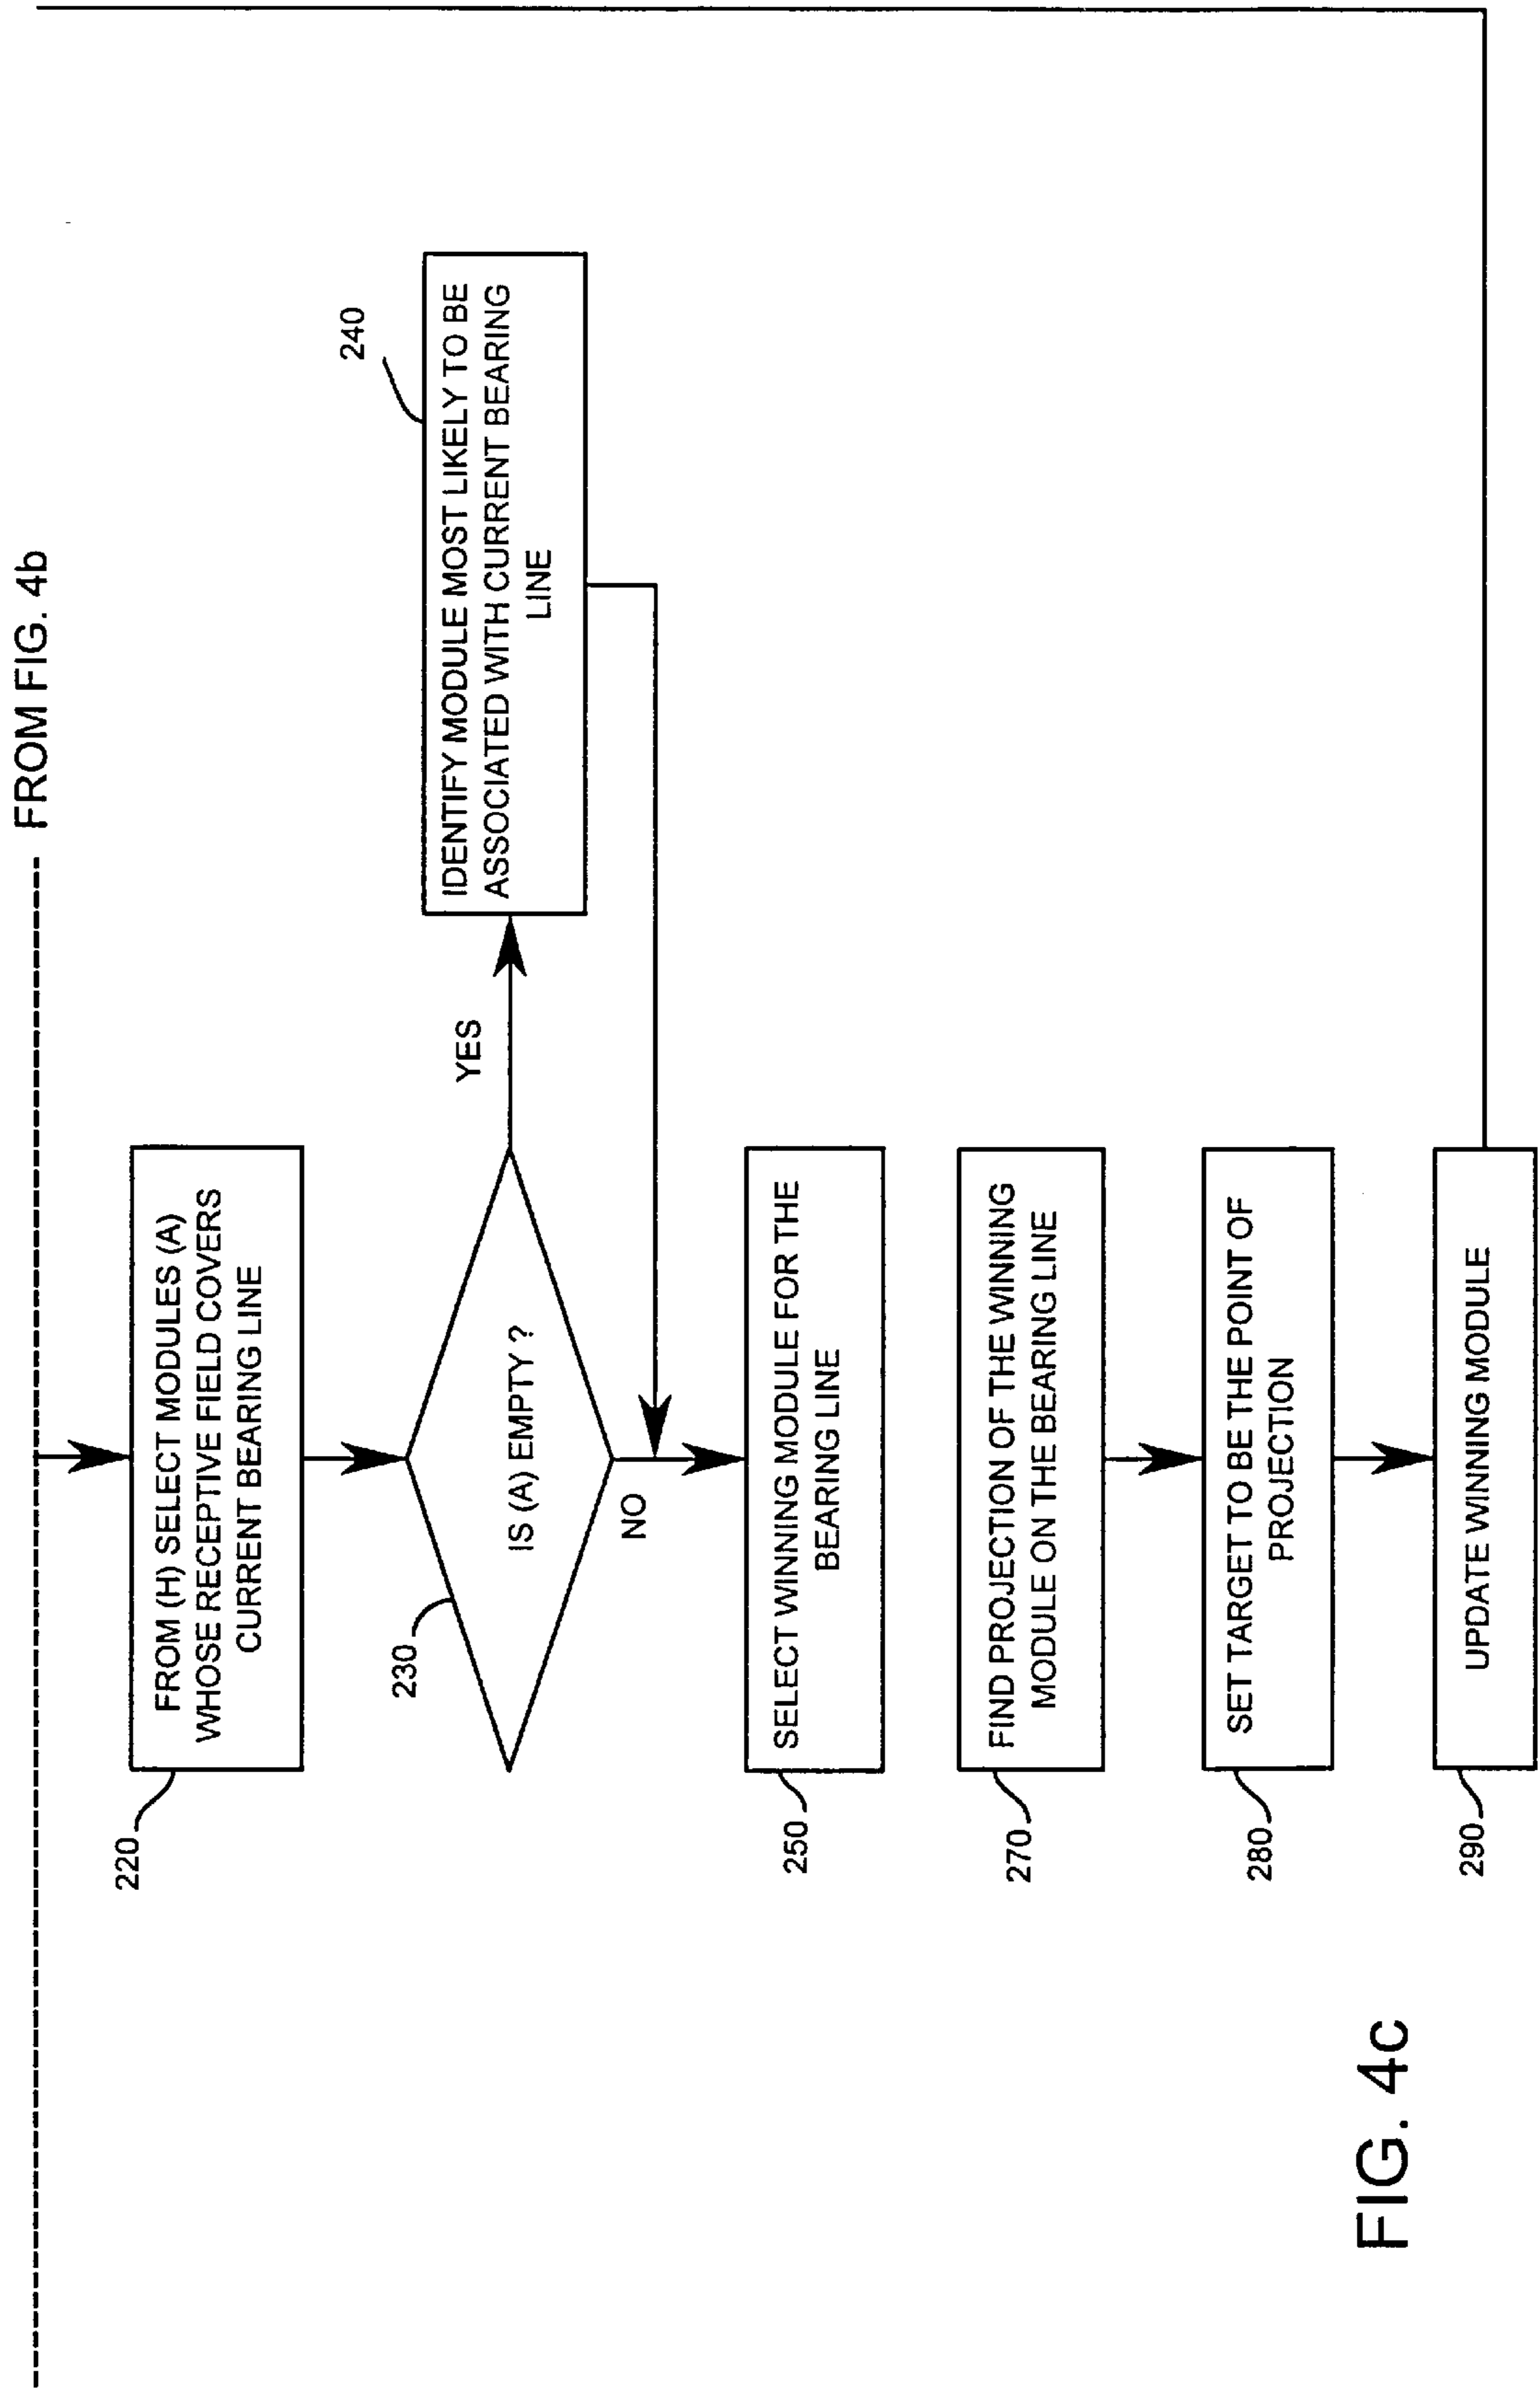 FROM FIG. 4b
220
FROM (H) SELECT MODULES (A)
WHOSE RECEPTIVE FIELD COVERS
CURRENT BEARING LINE
230
IS (A) EMPTY ?
YES
240
IDENTIFY MODULE MOST LIKELY TO BE
ASSOCIATED WITH CURRENT BEARING
LINE
NO
250
SELECT WINNING MODULE FOR THE
BEARING LINE
270
FIND PROJECTION OF THE WINNING
MODULE ON THE BEARING LINE
280
SET TARGET TO BE THE POINT OF
PROJECTION
290
UPDATE WINNING MODULE
FIG. 4c